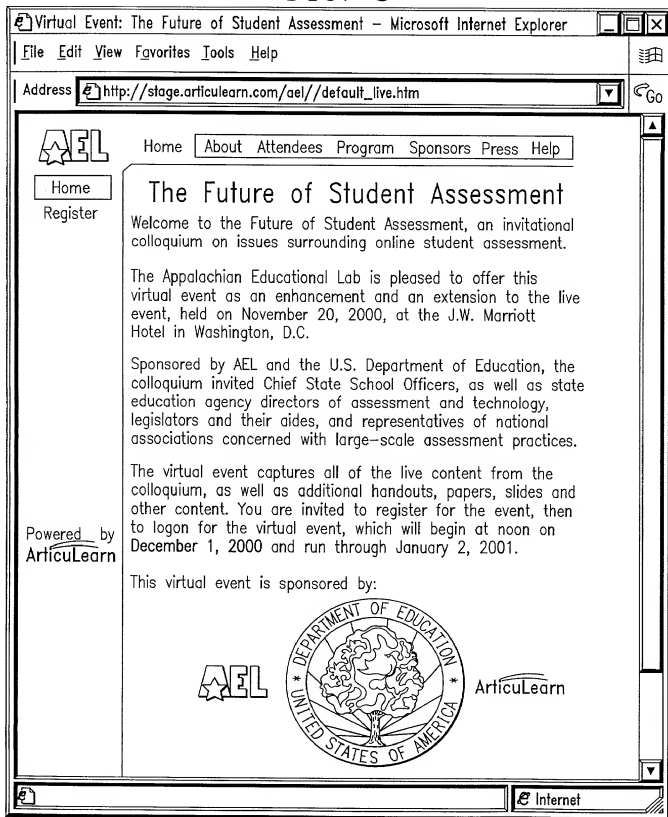 Virtual Event: The Future of Student Assessment – Microsoft Internet Explorer
File Edit View Favorites Tools Help
Address http://stage.articulearn.com/ael//default_live.htm Go
AEL
Home About Attendees Program Sponsors Press Help
Home
Register
The Future of Student Assessment
Welcome to the Future of Student Assessment, an invitational
colloquium on issues surrounding online student assessment.
The Appalachian Educational Lab is pleased to offer this
virtual event as an enhancement and an extension to the live
event, held on November 20, 2000, at the J.W. Marriott
Hotel in Washington, D.C.
Sponsored by AEL and the U.S. Department of Education, the
colloquium invited Chief State School Officers, as well as state
education agency directors of assessment and technology,
legislators and their aides, and representatives of national
associations concerned with large-scale assessment practices.
The virtual event captures all of the live content from the
colloquium, as well as additional handouts, papers, slides and
other content. You are invited to register for the event, then
to logon for the virtual event, which will begin at noon on
December 1, 2000 and run through January 2, 2001.
Powered by
ArticuLearn
This virtual event is sponsored by:
AEL
DEPARTMENT OF EDUCATION
UNITED STATES OF AMERICA
ArticuLearn
Internet